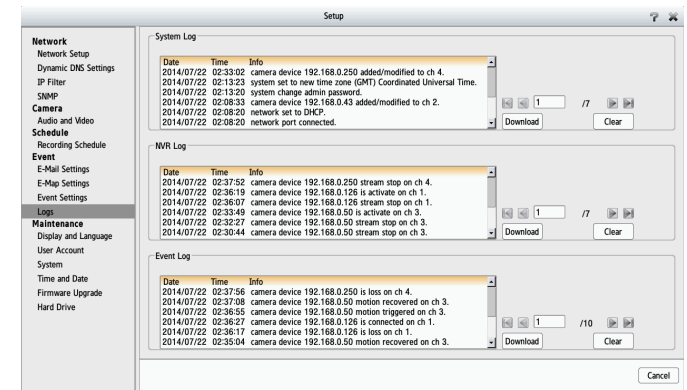 Setup
? ×
Network
Network Setup
Dynamic DNS Settings
IP Filter
SNMP
Camera
Audio and Video
Schedule
Recording Schedule
Event
E-Mail Settings
E-Map Settings
Event Settings
Logs
Maintenance
Display and Language
User Account
System
Time and Date
Firmware Upgrade
Hard Drive
System Log
Date Time Info
2014/07/22 02:33:02 camera device 192.168.0.250 added/modified to ch 4.
2014/07/22 02:13:23 system set to new time zone (GMT) Coordinated Universal Time.
2014/07/22 02:13:20 system change admin password.
2014/07/22 02:08:33 camera device 192.168.0.43 added/modified to ch 2.
2014/07/22 02:08:20 network set to DHCP.
2014/07/22 02:08:20 network port connected.
1 /7
Download Clear
NVR Log
Date Time Info
2014/07/22 02:37:52 camera device 192.168.0.250 stream stop on ch 4.
2014/07/22 02:36:19 camera device 192.168.0.126 is activate on ch 1.
2014/07/22 02:36:07 camera device 192.168.0.126 stream stop on ch 1.
2014/07/22 02:33:49 camera device 192.168.0.50 is activate on ch 3.
2014/07/22 02:32:27 camera device 192.168.0.50 stream stop on ch 3.
2014/07/22 02:30:44 camera device 192.168.0.50 stream stop on ch 3.
1 /7
Download Clear
Event Log
Date Time Info
2014/07/22 02:37:56 camera device 192.168.0.250 is loss on ch 4.
2014/07/22 02:37:08 camera device 192.168.0.50 motion recovered on ch 3.
2014/07/22 02:36:55 camera device 192.168.0.50 motion triggered on ch 3.
2014/07/22 02:36:27 camera device 192.168.0.126 is connected on ch 1.
2014/07/22 02:36:17 camera device 192.168.0.126 is loss on ch 1.
2014/07/22 02:35:04 camera device 192.168.0.50 motion recovered on ch 3.
1 /10
Download Clear
Cancel